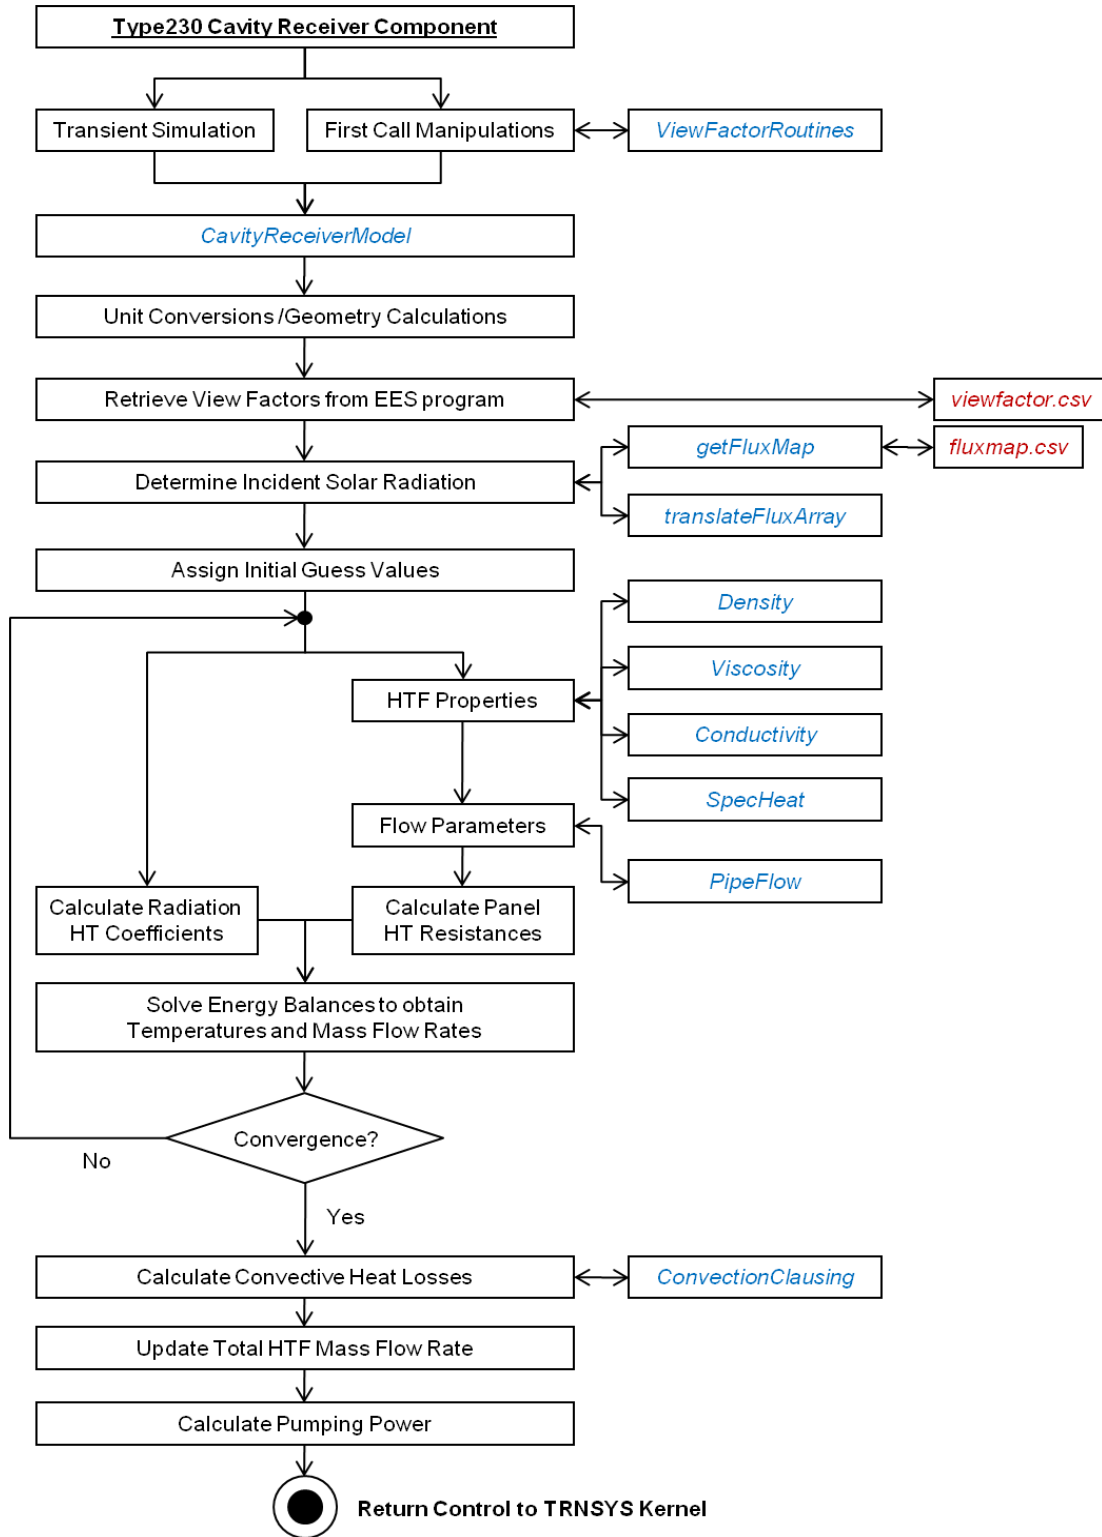 Type230 Cavity Receiver Component
Transient Simulation
First Call Manipulations
ViewFactorRoutines
CavityReceiverModel
Unit Conversions /Geometry Calculations
Retrieve View Factors from EES program
viewfactor.csv
getFluxMap
fluxmap.csv
Determine Incident Solar Radiation
translateFluxArray
Assign Initial Guess Values
Density
Viscosity
HTF Properties
Conductivity
SpecHeat
Flow Parameters
PipeFlow
Calculate Radiation
HT Coefficients
Calculate Panel
HT Resistances
Solve Energy Balances to obtain
Temperatures and Mass Flow Rates
Convergence?
No
Yes
Calculate Convective Heat Losses
ConvectionClausing
Update Total HTF Mass Flow Rate
Calculate Pumping Power
Return Control to TRNSYS Kernel